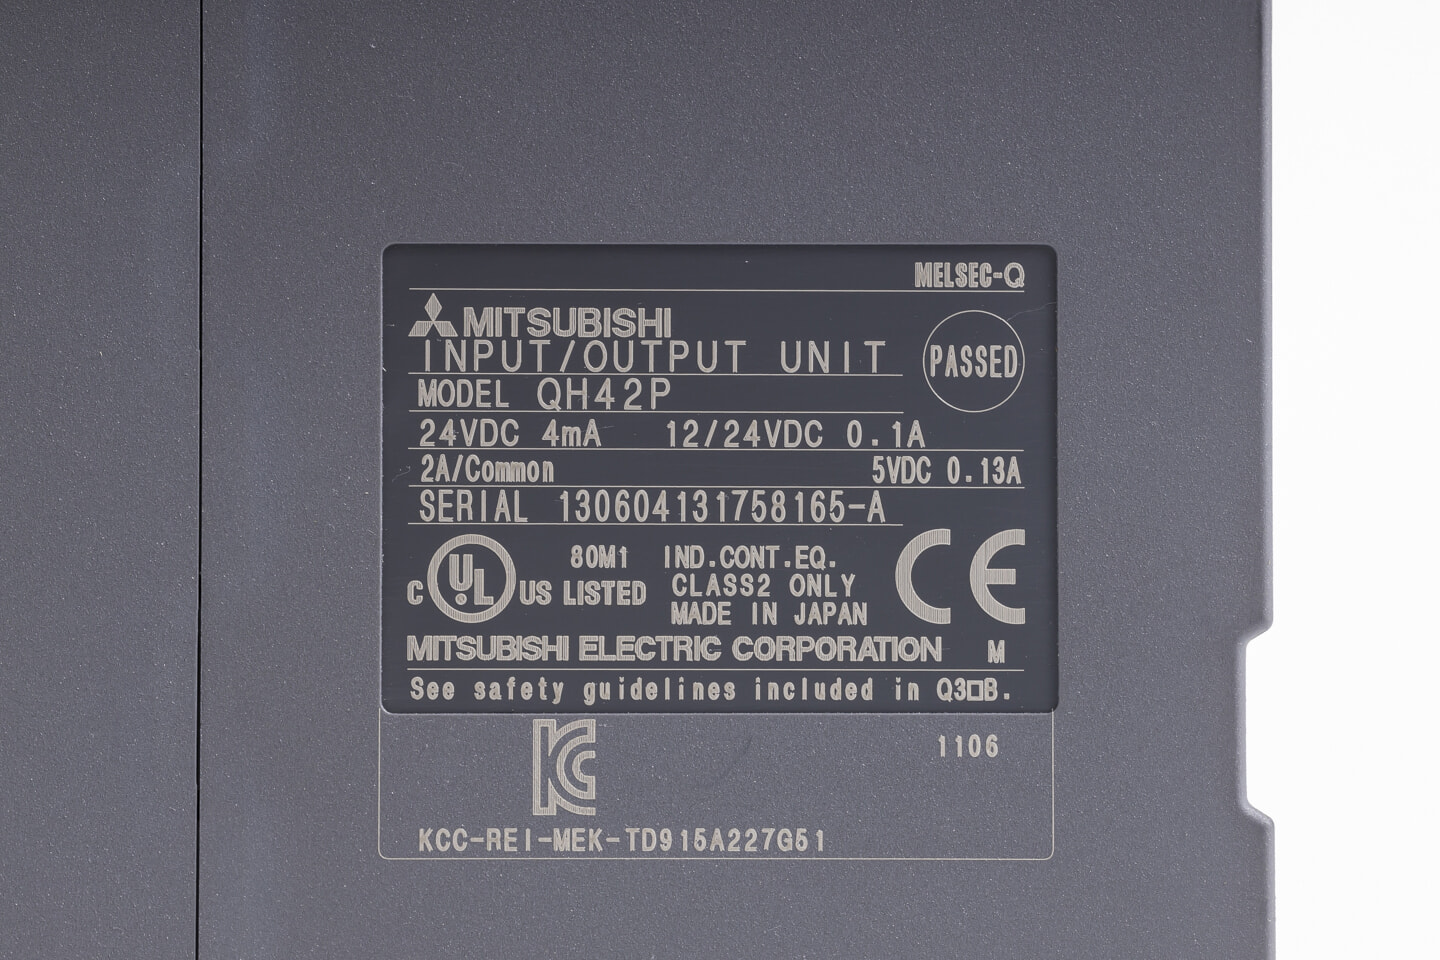 MELSEC-Q
MITSUBISHI
INPUT/OUTPUT UNIT
PASSED
MODEL QH42P
24VDC 4mA 12/24VDC 0.1A
2A/Common 5VDC 0.13A
SERIAL 130604131758165-A
C UL US LISTED
80M1 IND.CONT.EQ.
CLASS2 ONLY
MADE IN JAPAN
CE
MITSUBISHI ELECTRIC CORPORATION M
See safety guidelines included in Q3□B.
KC
1106
KCC-REI-MEK-TD915A227G51